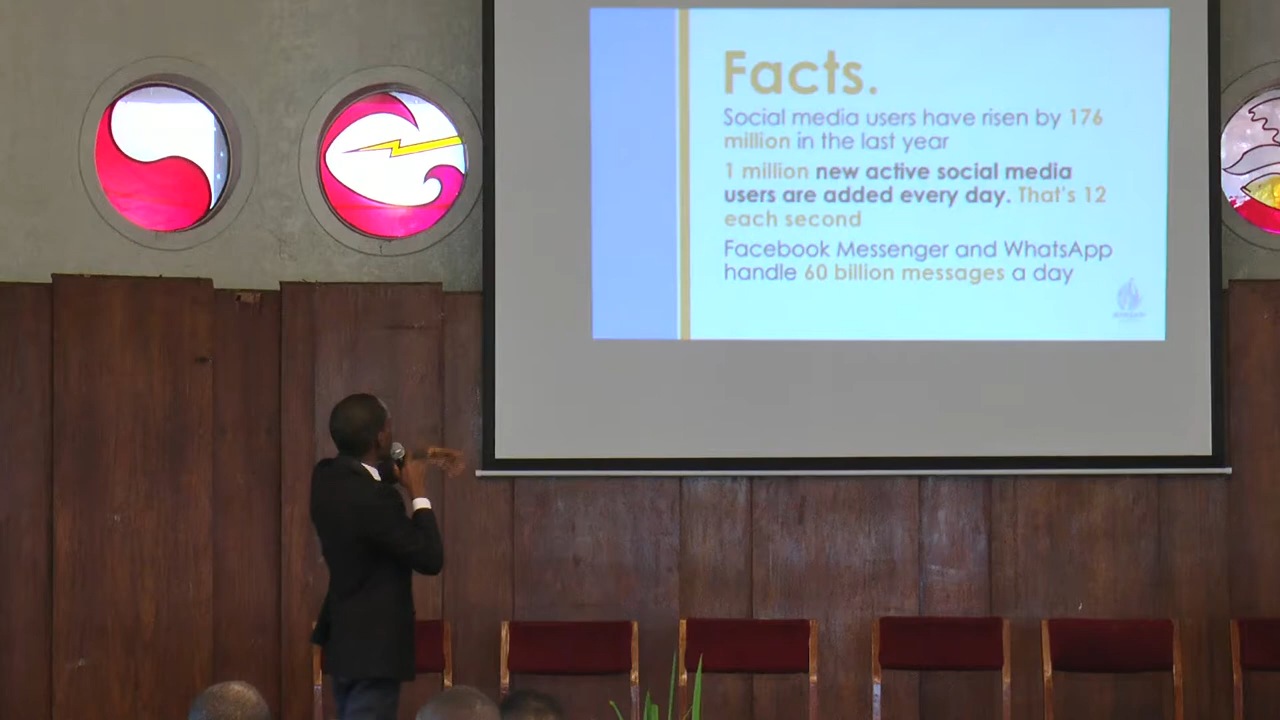 Facts.
Social media users have risen by 176
million in the last year
1 million new active social media
users are added every day. That's 12
each second
Facebook Messenger and WhatsApp
handle 60 billion messages a day